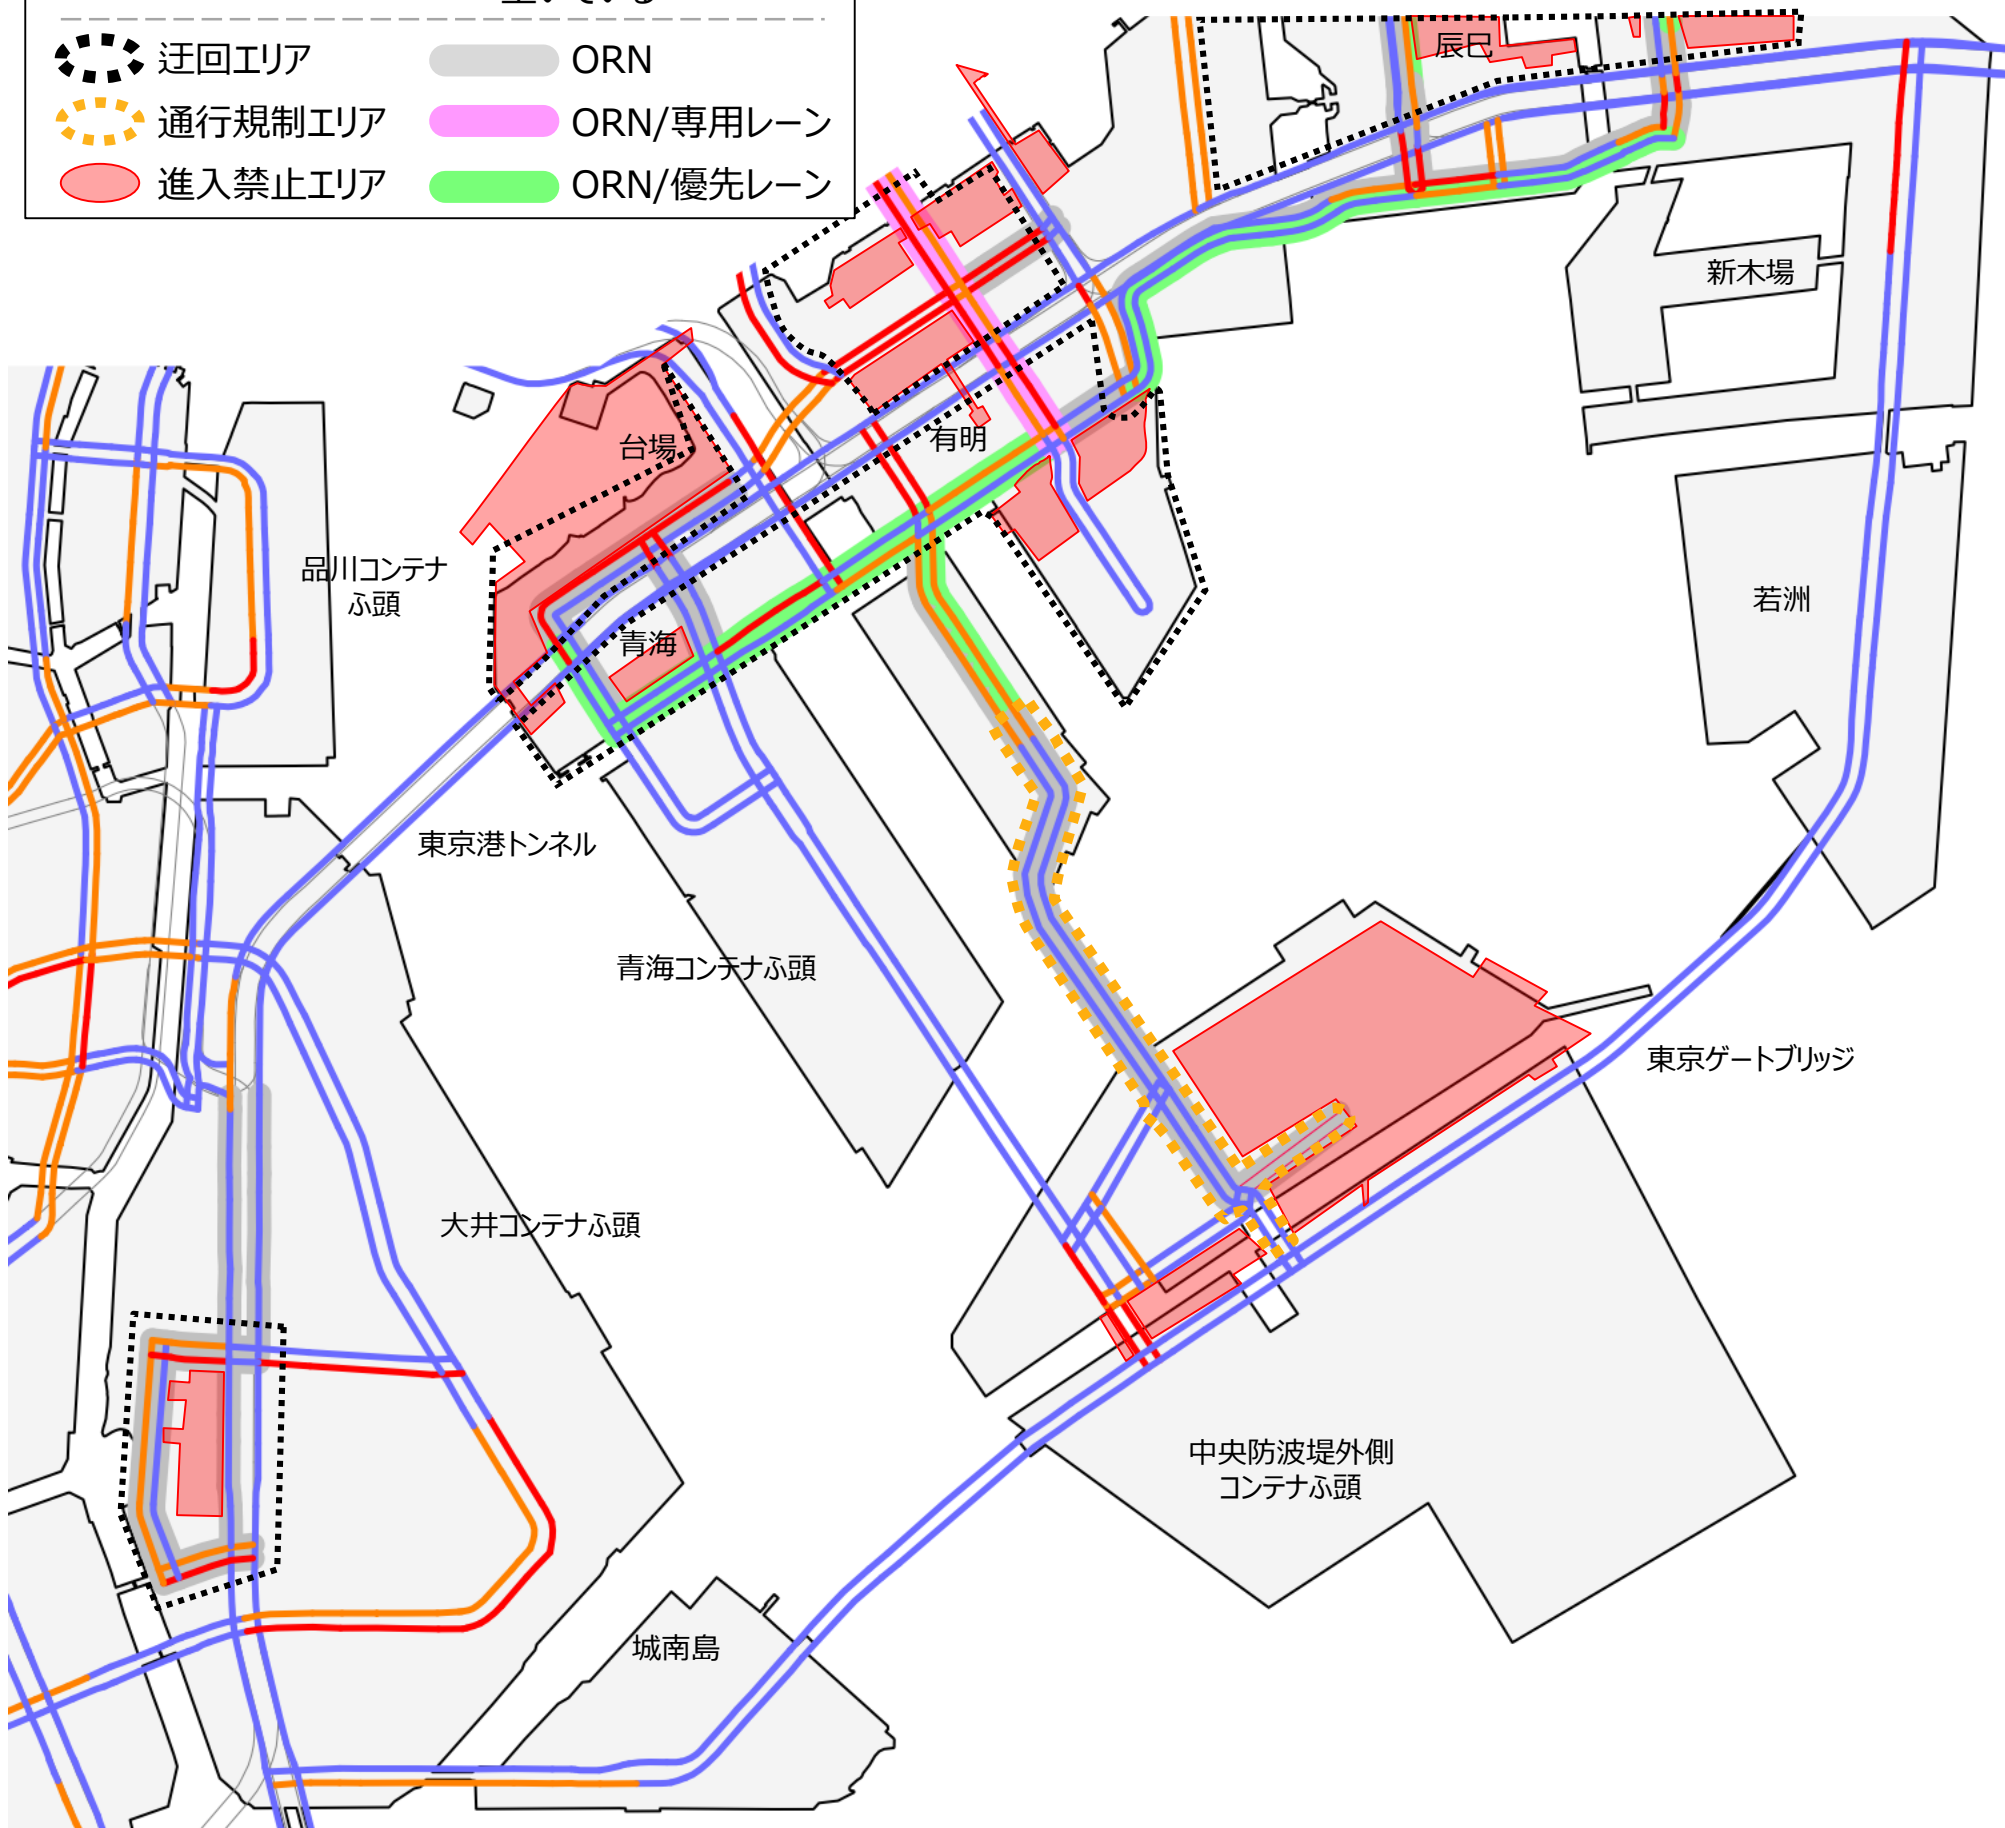 空いている
迂回エリア
ORN
通行規制エリア
ORN/専用レーン
進入禁止エリア
ORN/優先レーン
辰巳
新木場
台場
有明
品川コンテナ
ふ頭
青海
若洲
東京港トンネル
青海コンテナふ頭
東京ゲートブリッジ
大井コンテナふ頭
中央防波堤外側
コンテナふ頭
城南島